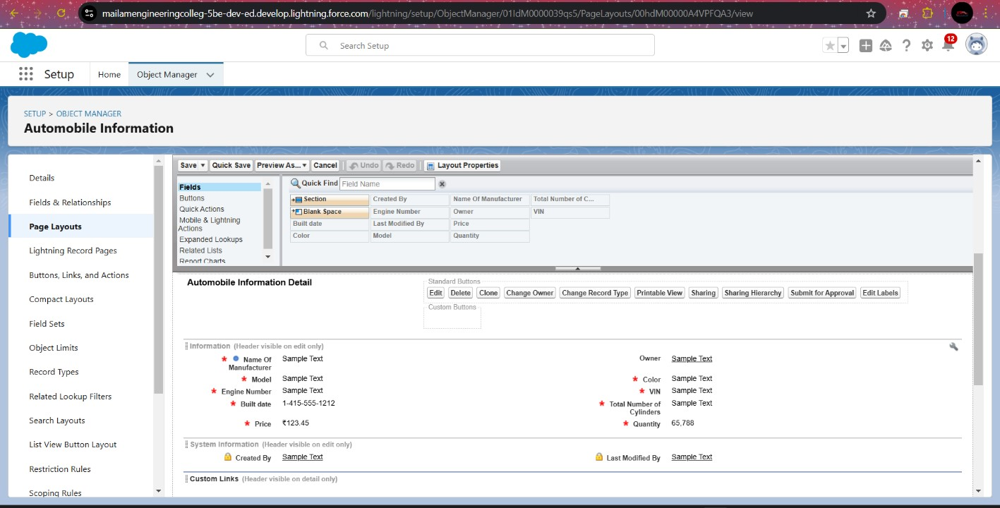 mailamengineeringcolleg-5be-dev-ed.develop.lightning.force.com/lightning/setup/ObjectManager/01IdM0000039qs5/PageLayouts/00hdM00000A4VPFQA3/view
Search Setup
12
Setup Home Object Manager
SETUP > OBJECT MANAGER
Automobile Information
Details
Fields & Relationships
Page Layouts
Lightning Record Pages
Buttons, Links, and Actions
Compact Layouts
Field Sets
Object Limits
Record Types
Related Lookup Filters
Search Layouts
List View Button Layout
Restriction Rules
Scoping Rules
Save Quick Save Preview As... Cancel Undo Redo Layout Properties
Fields
Buttons
Quick Actions
Mobile & Lightning
Actions
Expanded Lookups
Related Lists
Report Charts
Quick Find Field Name
Section Created By Name Of Manufacturer Total Number of C...
Blank Space Engine Number Owner VIN
Built date Last Modified By Price
Color Model Quantity
Automobile Information Detail
Standard Buttons
Edit Delete Clone Change Owner Change Record Type Printable View Sharing Sharing Hierarchy Submit for Approval Edit Labels
Custom Buttons
Information (Header visible on edit only)
* Name Of Manufacturer Sample Text Owner Sample Text
* Model Sample Text * Color Sample Text
* Engine Number Sample Text * VIN Sample Text
* Built date 1-415-555-1212 * Total Number of Cylinders Sample Text
* Price ₹123.45 * Quantity 65,788
System Information (Header visible on edit only)
Created By Sample Text Last Modified By Sample Text
Custom Links (Header visible on detail only)